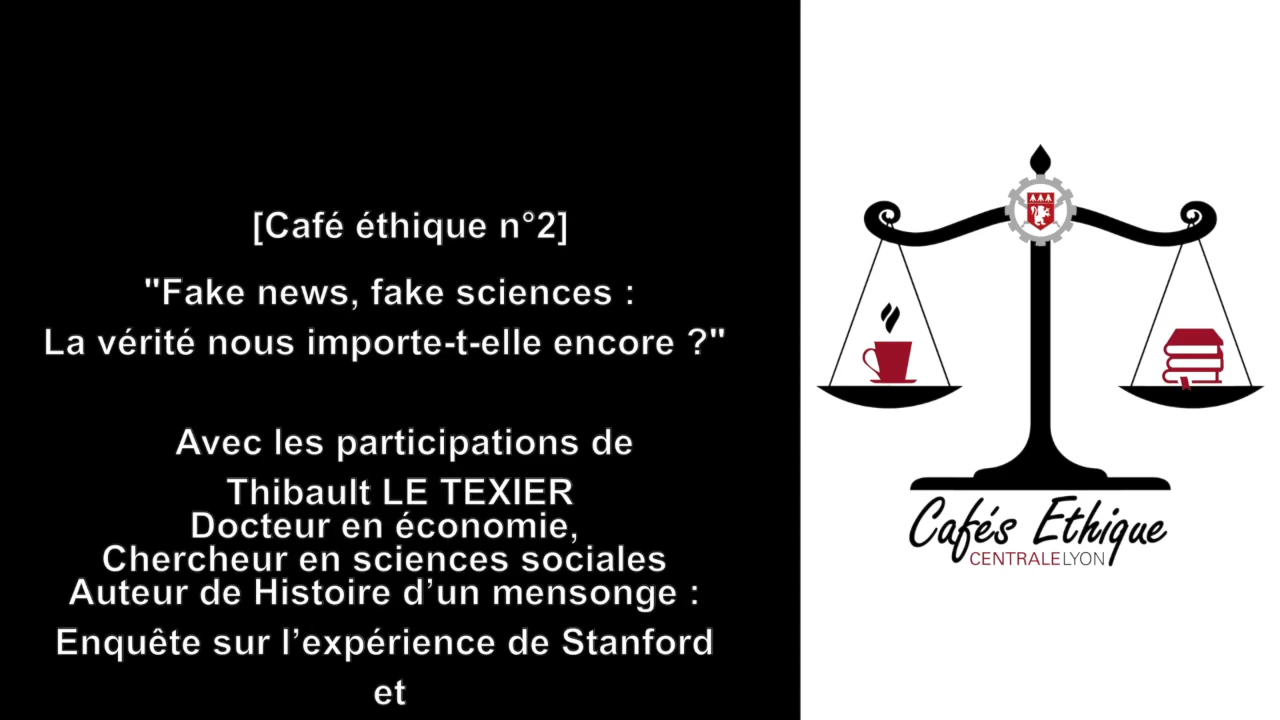 [Café éthique n°2]
"Fake news, fake sciences :
La vérité nous importe-t-elle encore ?"
Avec les participations de
Thibault LE TEXIER
Docteur en économie,
Chercheur en sciences sociales
Auteur de Histoire d’un mensonge :
Enquête sur l’expérience de Stanford
et
Cafés Ethique
CENTRALELYON